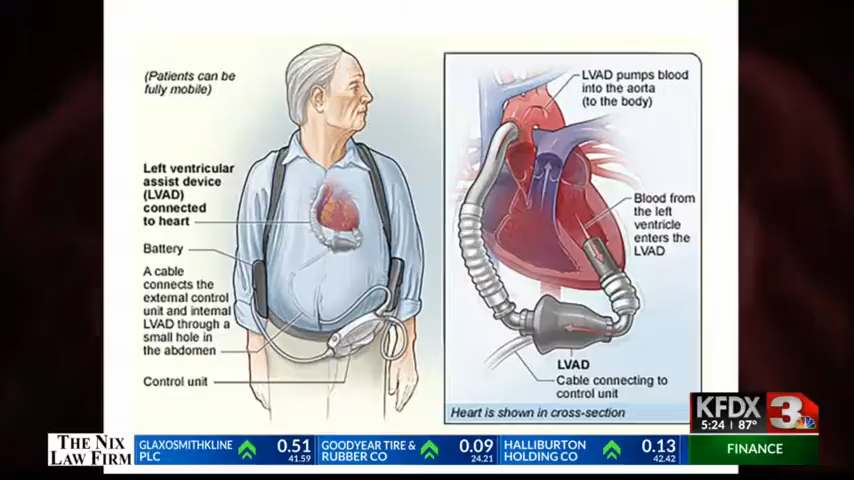 (Patients can be
fully mobile)
Left ventricular
assist device
(LVAD)
connected
to heart
Battery
A cable
connects the
external control
unit and internal
LVAD through a
small hole in
the abdomen
Control unit
LVAD pumps blood
into the aorta
(to the body)
Blood from
the left
ventricle
enters the
LVAD
LVAD
Cable connecting to
control unit
Heart is shown in cross-section
KFDX 3
5:24 87°
THE NIX
LAW FIRM
GLAXOSMITHKLINE
PLC
0.51
41.59
GOODYEAR TIRE &
RUBBER CO
0.09
24.21
HALLIBURTON
HOLDING CO
0.13
42.42
FINANCE